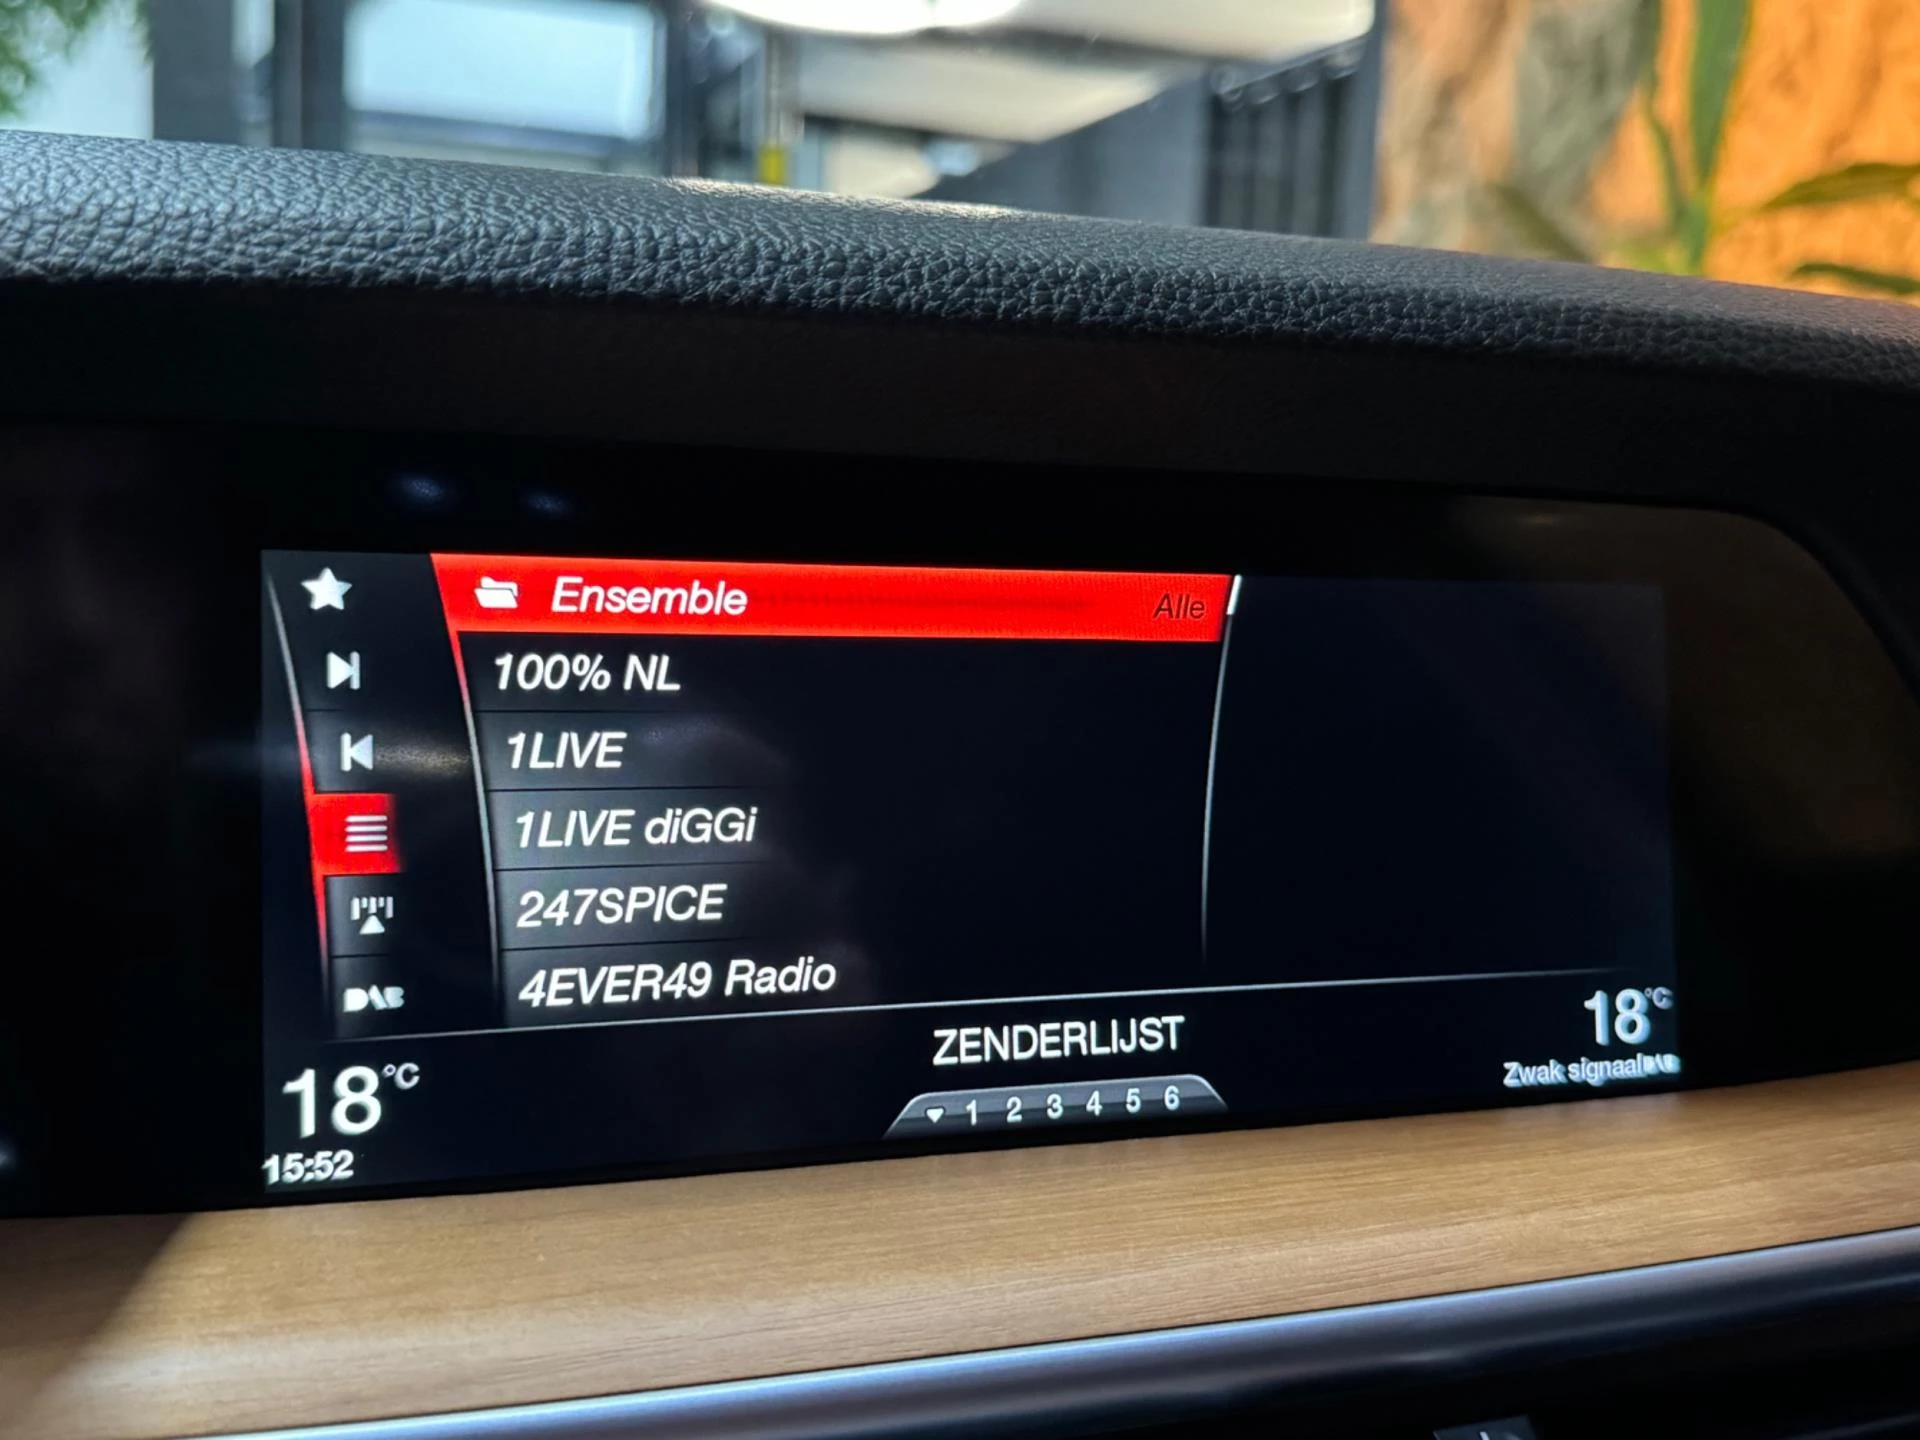 Ensemble Alle
100% NL
1LIVE
1LIVE diGGi
247SPICE
4EVER49 Radio
DAB
ZENDERLIJST
18°C
Zwak signaal DAB
18°C
1 2 3 4 5 6
15:52